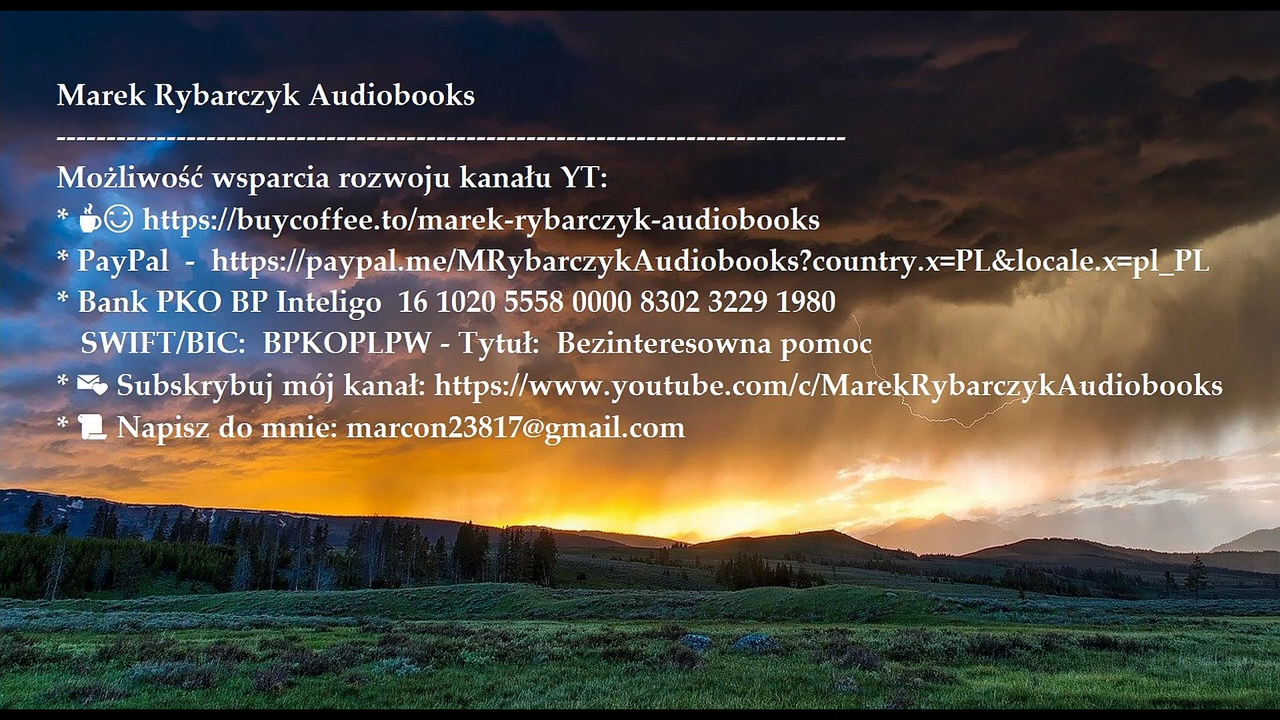 Marek Rybarczyk Audiobooks
-------------------------------------------------------------------------------
Możliwość wsparcia rozwoju kanału YT:
* ☕☺ https://buycoffee.to/marek-rybarczyk-audiobooks
* PayPal - https://paypal.me/MRybarczykAudiobooks?country.x=PL&locale.x=pl_PL
* Bank PKO BP Inteligo 16 1020 5558 0000 8302 3229 1980
SWIFT/BIC: BPKOPLPW - Tytuł: Bezinteresowna pomoc
* Subskrybuj mój kanał: https://www.youtube.com/c/MarekRybarczykAudiobooks
* Napisz do mnie: marcon23817@gmail.com